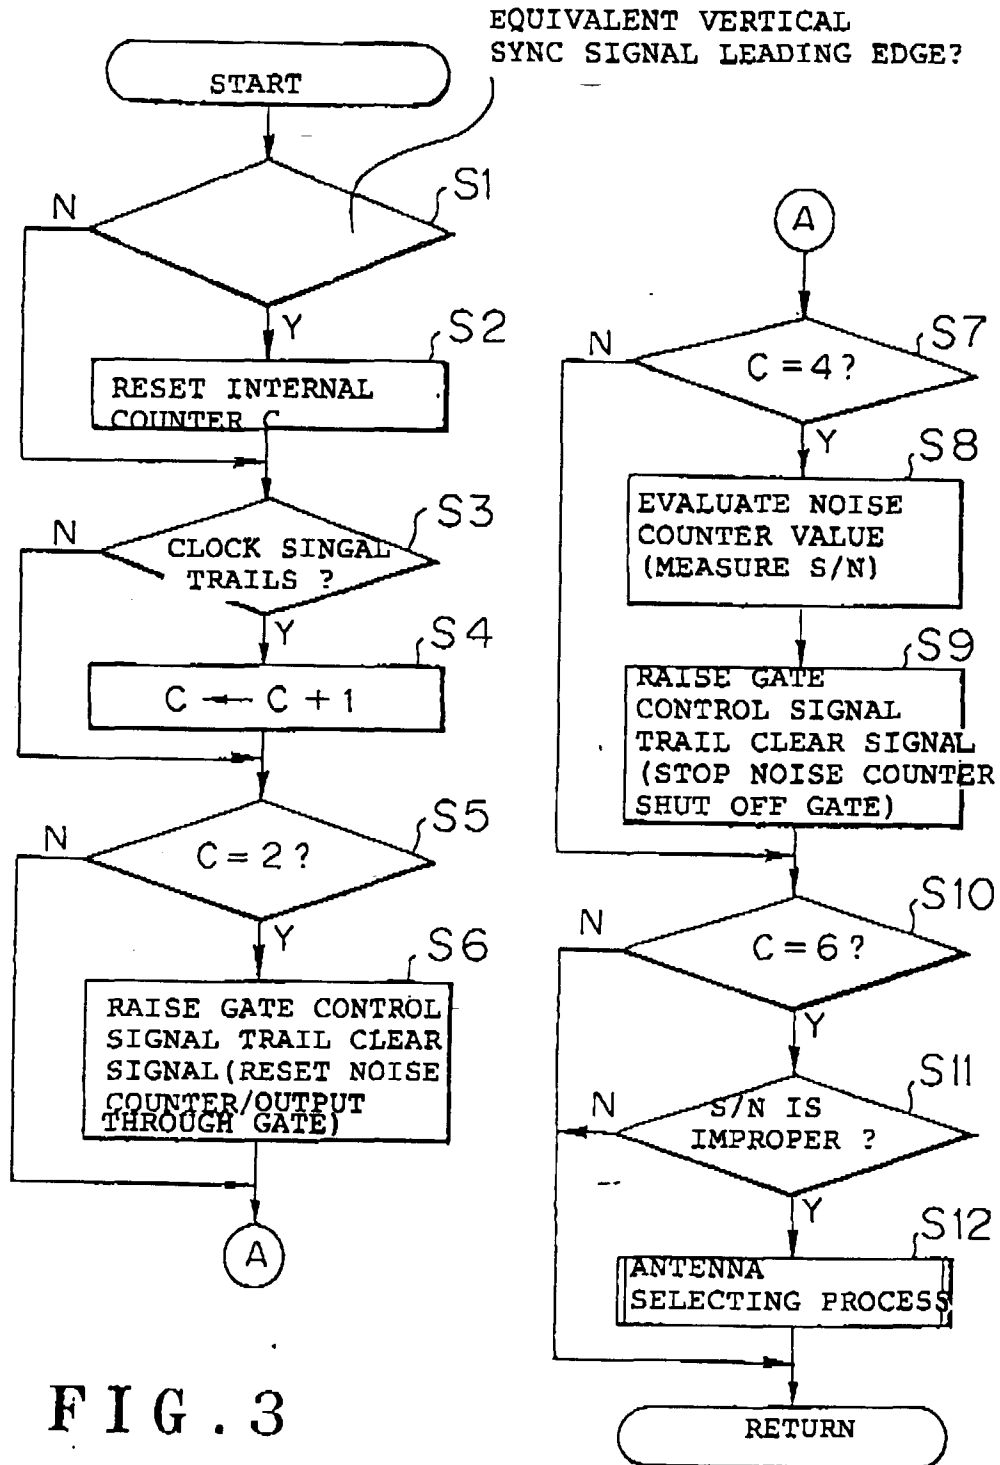 EQUIVALENT VERTICAL
SYNC SIGNAL LEADING EDGE?
START
S1
N
Y
S2
RESET INTERNAL
COUNTER C
S3
N
CLOCK SINGAL
TRAILS ?
Y
S4
C ← C + 1
S5
N
C = 2 ?
Y
S6
RAISE GATE CONTROL
SIGNAL TRAIL CLEAR
SIGNAL(RESET NOISE
COUNTER/OUTPUT
THROUGH GATE)
A
A
S7
N
C = 4 ?
Y
S8
EVALUATE NOISE
COUNTER VALUE
(MEASURE S/N)
S9
RAISE GATE
CONTROL SIGNAL
TRAIL CLEAR SIGNAL
(STOP NOISE COUNTER
SHUT OFF GATE)
S10
N
C = 6 ?
Y
S11
N
S/N IS
IMPROPER ?
Y
S12
ANTENNA
SELECTING PROCESS
RETURN
FIG.3